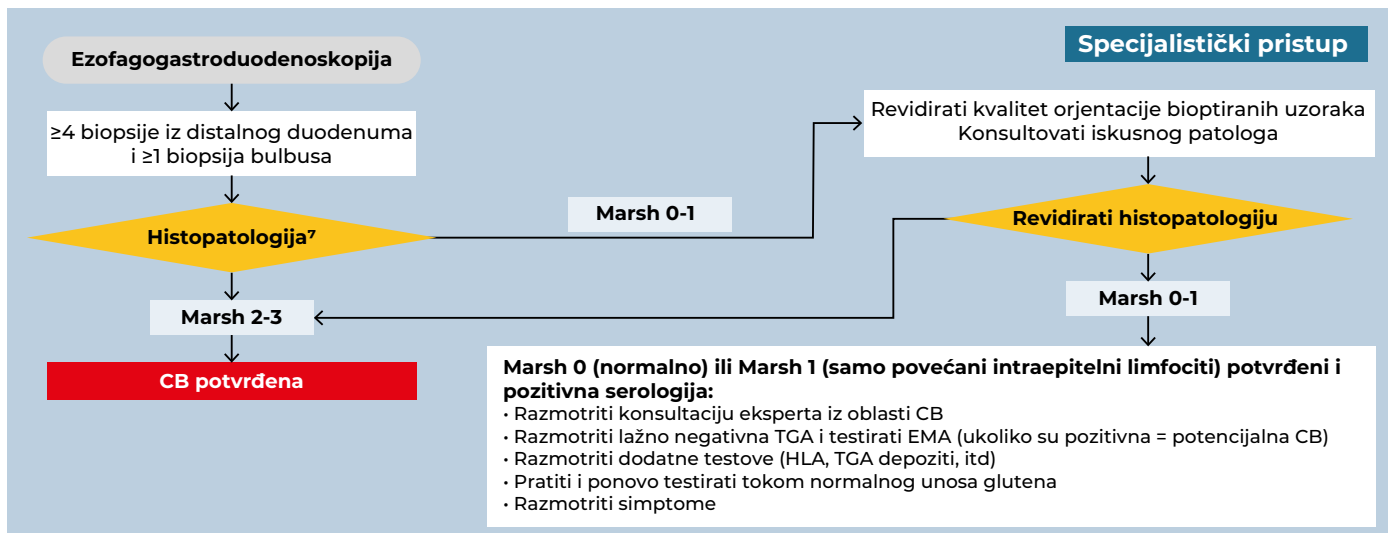 Specijalistički pristup
Ezofagogastroduodenoskopija
≥4 biopsije iz distalnog duodenuma
i ≥1 biopsija bulbusa
Histopatologija⁷
Marsh 0-1
Revidirati kvalitet orjentacije bioptiranih uzoraka
Konsultovati iskusnog patologa
Revidirati histopatologiju
Marsh 2-3
CB potvrđena
Marsh 0-1
Marsh 0 (normalno) ili Marsh 1 (samo povećani intraepitelni limfociti) potvrđeni i
pozitivna serologija:
• Razmotriti konsultaciju eksperta iz oblasti CB
• Razmotriti lažno negativna TGA i testirati EMA (ukoliko su pozitivna = potencijalna CB)
• Razmotriti dodatne testove (HLA, TGA depoziti, itd)
• Pratiti i ponovo testirati tokom normalnog unosa glutena
• Razmotriti simptome